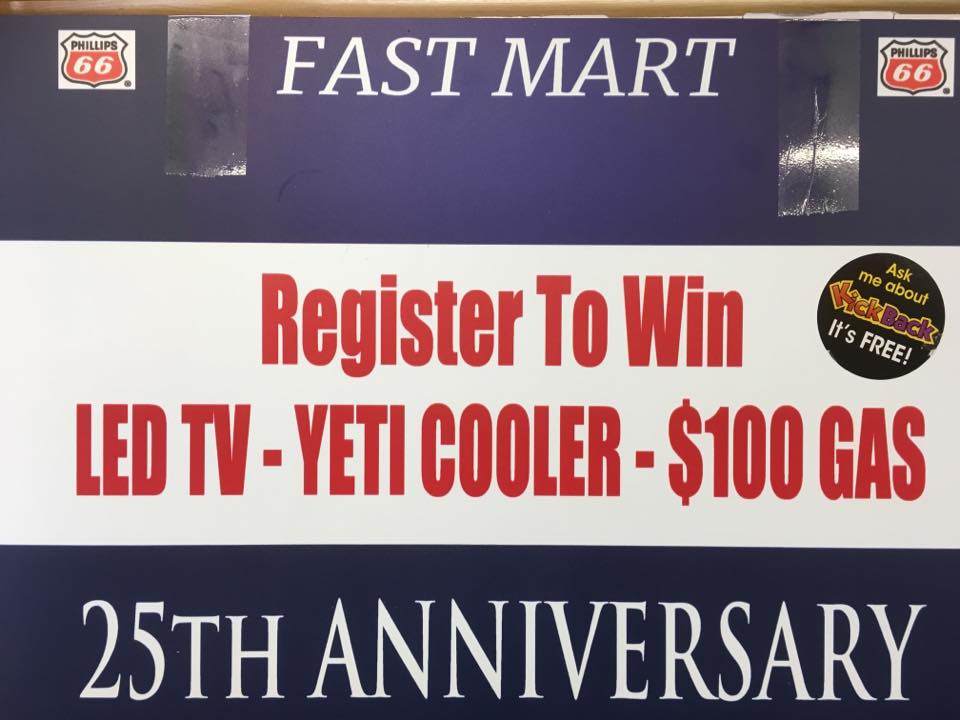 PHILLIPS
66
FAST MART
PHILLIPS
66
Register To Win
Ask
me about
KickBack
It's FREE!
LED TV - YETI COOLER - $100 GAS
25TH ANNIVERSARY